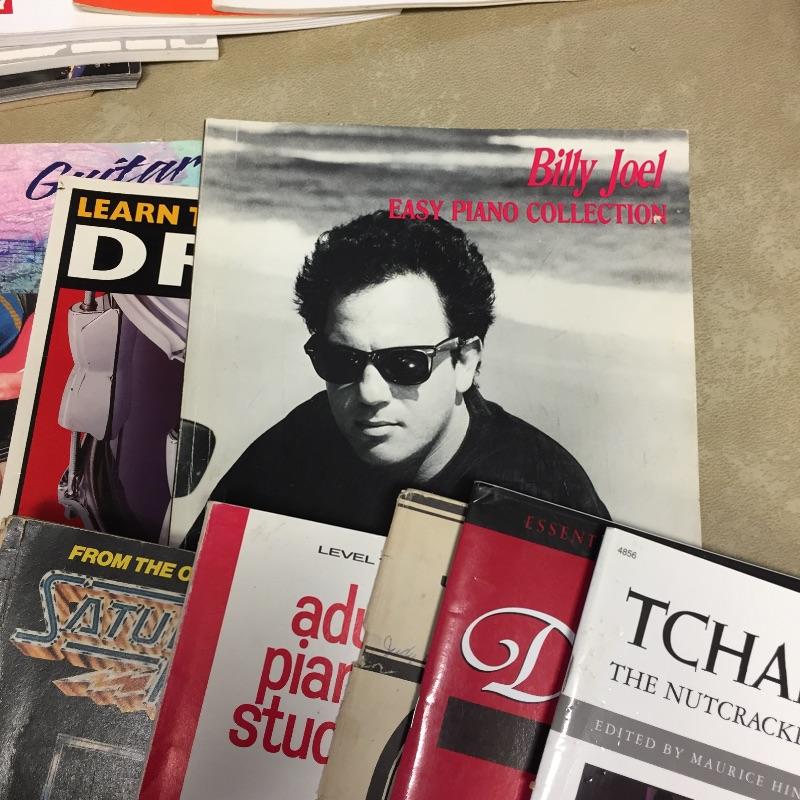 Guitar
LEARN T
DR
Billy Joel
EASY PIANO COLLECTION
FROM THE O
SATU
LEVEL
adu
pian
stud
ESSENT
D
4856
TCHA
THE NUTCRACKE
EDITED BY MAURICE HIN